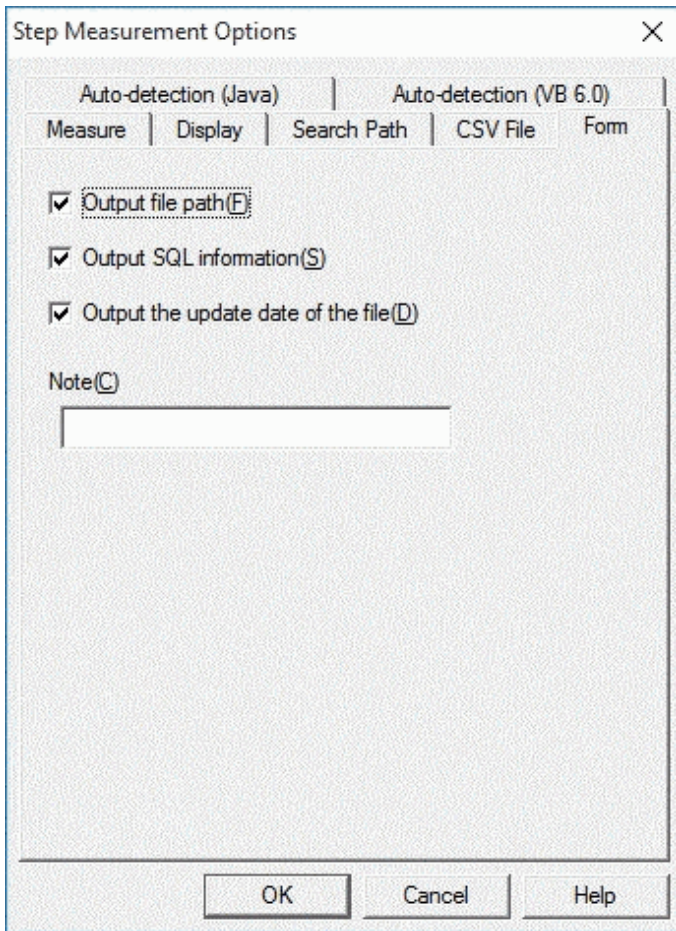 Step Measurement Options
Auto-detection (Java) Auto-detection (VB 6.0)
Measure Display Search Path CSV File Form
Output file path(F)
Output SQL information(S)
Output the update date of the file(D)
Note(C)
OK Cancel Help